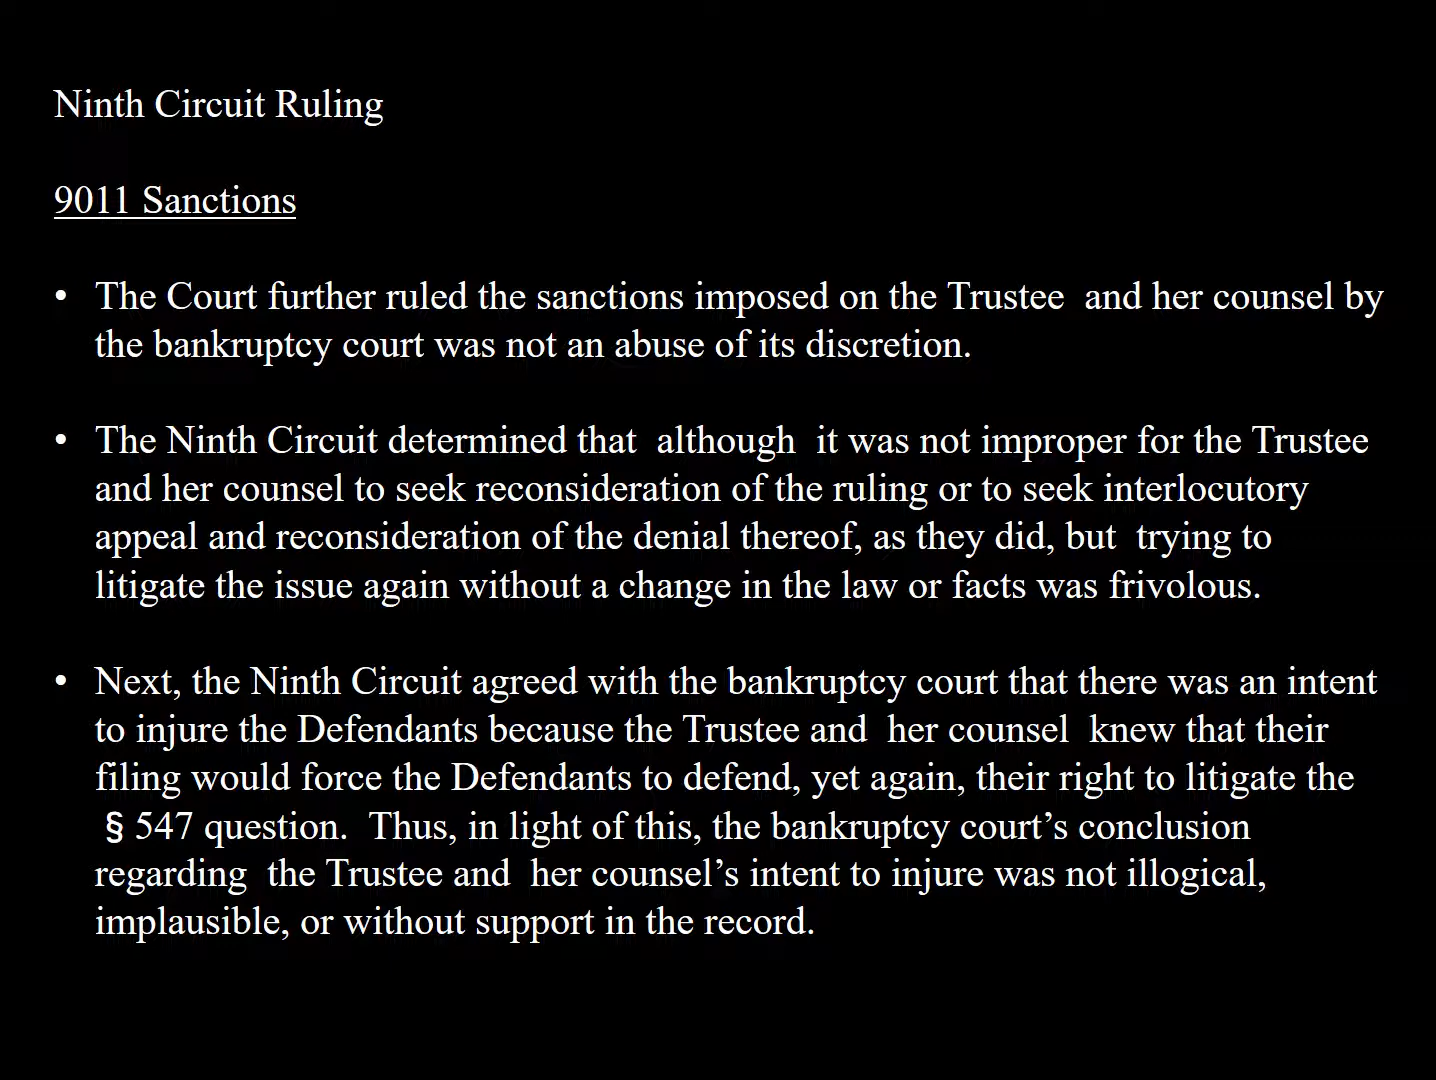 Ninth Circuit Ruling
9011 Sanctions
• The Court further ruled the sanctions imposed on the Trustee  and her counsel by
the bankruptcy court was not an abuse of its discretion.
• The Ninth Circuit determined that  although  it was not improper for the Trustee
and her counsel to seek reconsideration of the ruling or to seek interlocutory
appeal and reconsideration of the denial thereof, as they did, but  trying to
litigate the issue again without a change in the law or facts was frivolous.
• Next, the Ninth Circuit agreed with the bankruptcy court that there was an intent
to injure the Defendants because the Trustee and  her counsel  knew that their
filing would force the Defendants to defend, yet again, their right to litigate the
§ 547 question.  Thus, in light of this, the bankruptcy court’s conclusion
regarding  the Trustee and  her counsel’s intent to injure was not illogical,
implausible, or without support in the record.